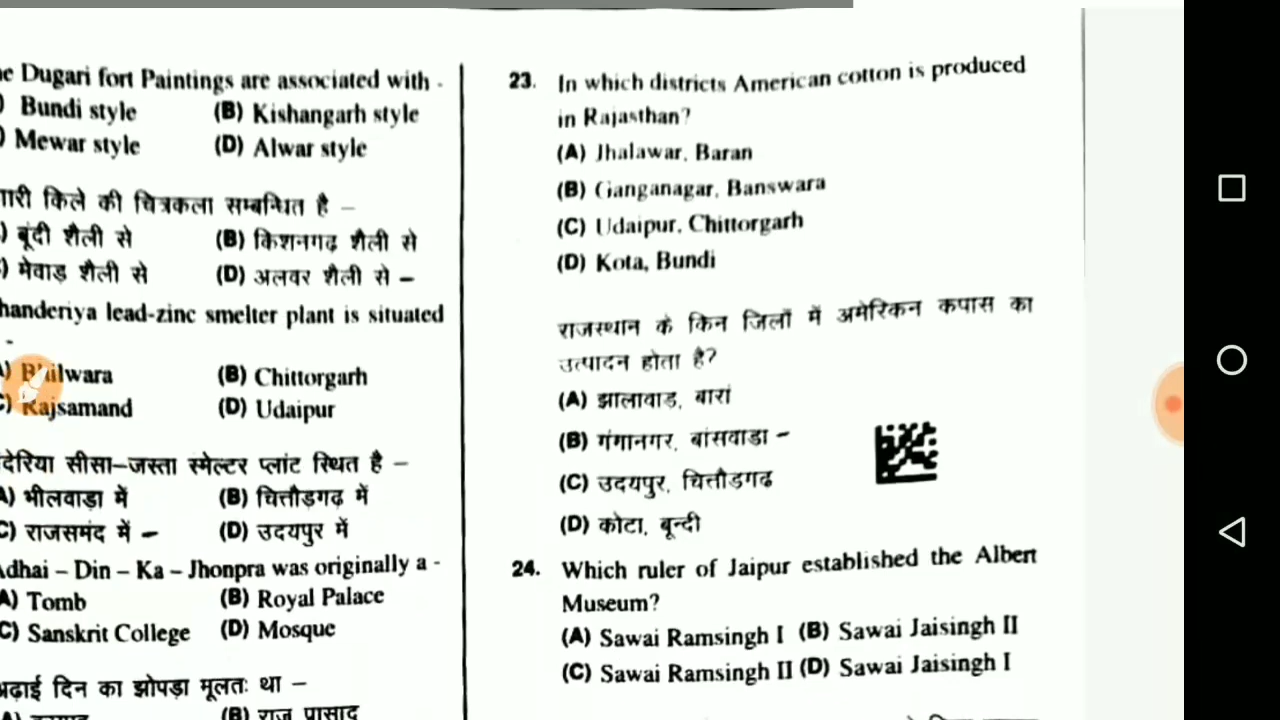 Dugari fort Paintings are associated with -
Bundi style (B) Kishangarh style
Mewar style (D) Alwar style
किले की चित्रकला सम्बन्धित है –
बूंदी शैली से (B) किशनगढ़ शैली से
मेवाड़ शैली से (D) अलवर शैली से –
lead-zinc smelter plant is situated
-
Bhilwara (B) Chittorgarh
Rajsamand (D) Udaipur
सीसा–जस्ता स्मेल्टर प्लांट स्थित है –
भीलवाड़ा में (B) चित्तौड़गढ़ में
राजसमंद में – (D) उदयपुर में
– Din – Ka – Jhonpra was originally a -
Tomb (B) Royal Palace
Sanskrit College (D) Mosque
दिन का झोपड़ा मूलतः था –
(B) राज प्रासाद
23. In which districts American cotton is produced
in Rajasthan?
(A) Jhalawar, Baran
(B) Ganganagar, Banswara
(C) Udaipur, Chittorgarh
(D) Kota, Bundi
राजस्थान के किन जिलों में अमेरिकन कपास का
उत्पादन होता है?
(A) झालावाड़, बारां
(B) गंगानगर, बांसवाडा –
(C) उदयपुर, चित्तौड़गढ
(D) कोटा, बून्दी
24. Which ruler of Jaipur established the Albert
Museum?
(A) Sawai Ramsingh I (B) Sawai Jaisingh II
(C) Sawai Ramsingh II (D) Sawai Jaisingh I